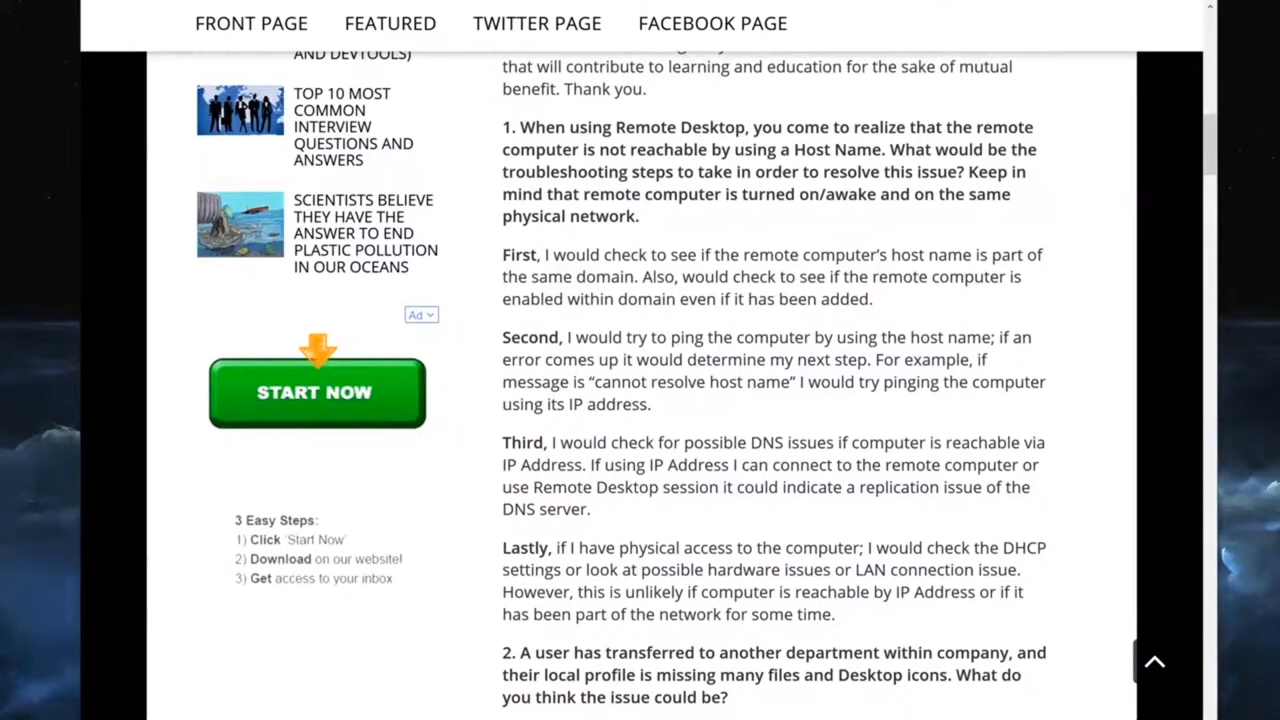 FRONT PAGE FEATURED TWITTER PAGE FACEBOOK PAGE
AND DEVTOOLS)
TOP 10 MOST
COMMON
INTERVIEW
QUESTIONS AND
ANSWERS
SCIENTISTS BELIEVE
THEY HAVE THE
ANSWER TO END
PLASTIC POLLUTION
IN OUR OCEANS
Ad
START NOW
3 Easy Steps:
1) Click 'Start Now'
2) Download on our website!
3) Get access to your inbox
that will contribute to learning and education for the sake of mutual
benefit. Thank you.
1. When using Remote Desktop, you come to realize that the remote
computer is not reachable by using a Host Name. What would be the
troubleshooting steps to take in order to resolve this issue? Keep in
mind that remote computer is turned on/awake and on the same
physical network.
First, I would check to see if the remote computer's host name is part of
the same domain. Also, would check to see if the remote computer is
enabled within domain even if it has been added.
Second, I would try to ping the computer by using the host name; if an
error comes up it would determine my next step. For example, if
message is “cannot resolve host name” I would try pinging the computer
using its IP address.
Third, I would check for possible DNS issues if computer is reachable via
IP Address. If using IP Address I can connect to the remote computer or
use Remote Desktop session it could indicate a replication issue of the
DNS server.
Lastly, if I have physical access to the computer; I would check the DHCP
settings or look at possible hardware issues or LAN connection issue.
However, this is unlikely if computer is reachable by IP Address or if it
has been part of the network for some time.
2. A user has transferred to another department within company, and
their local profile is missing many files and Desktop icons. What do
you think the issue could be?